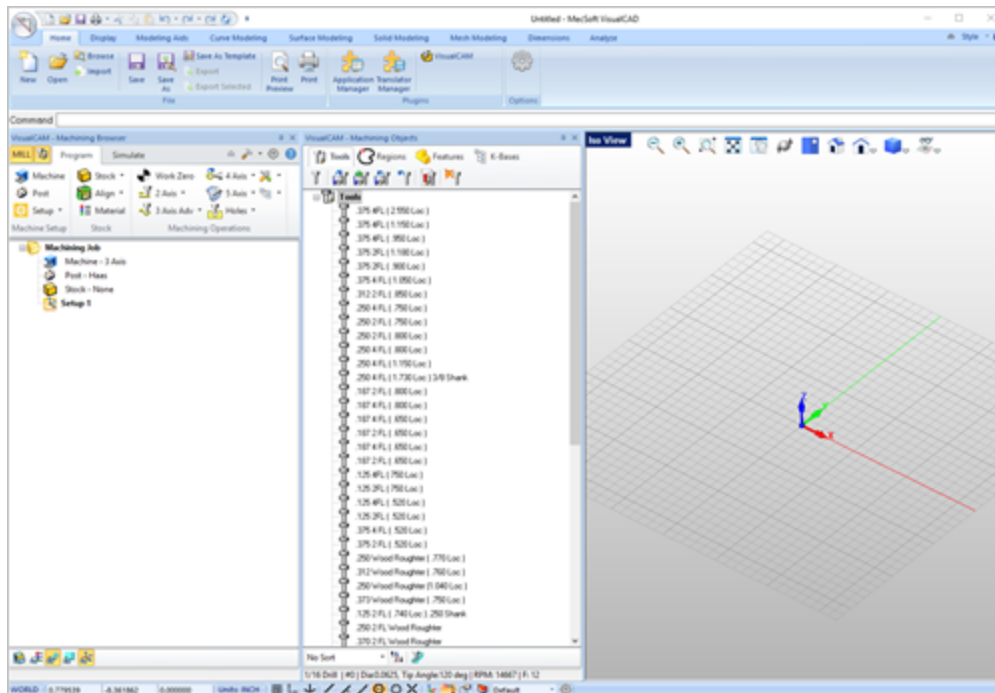 Untitled - MecSoft VisualCAD
Home Display Modeling Aids Curve Modeling Surface Modeling Solid Modeling Mesh Modeling Dimensions Analyze Style
New Open Browse Import Save Save As Save As Template Export Export Selected Print Preview Print Application Manager Translator Manager VisualCAM
File Plugins Options
Command
VisualCAM - Machining Browser
MILL Program Simulate
Machine Stock Work Zero 4 Axis
Post Align 2 Axis 5 Axis
Setup Material 3 Axis Adv Holes
Machine Setup Stock Machining Operations
Machining Job
Machine - 3 Axis
Post - Haas
Stock - None
Setup 1
VisualCAM - Machining Objects
Tools Regions Features K-Bases
Tools
.375 4FL ( 2.550 Loc )
.375 4FL ( 1.150 Loc )
.375 4FL ( .950 Loc )
.375 2FL ( 1.100 Loc )
.375 2FL ( .900 Loc )
.375 4 FL ( 1.050 Loc )
.312 2 FL ( .850 Loc )
.250 4 FL ( .750 Loc )
.250 2 FL ( .750 Loc )
.250 2 FL ( .800 Loc )
.250 4 FL ( .800 Loc )
.250 4 FL ( 1.150 Loc )
.250 4 FL ( 1.730 Loc ) 3/8 Shank
.187 2 FL ( .800 Loc )
.187 4 FL ( .800 Loc )
.187 4 FL ( .650 Loc )
.187 2 FL ( .650 Loc )
.187 4 FL ( .650 Loc )
.187 2 FL ( .650 Loc )
.125 4FL ( 750 Loc )
.125 2FL ( 750 Loc )
.125 4FL ( .520 Loc )
.125 2FL ( .520 Loc )
.375 4 FL ( .520 Loc )
.375 2 FL ( .520 Loc )
.250 Wood Roughter ( .770 Loc )
.312 Wood Roughter ( .760 Loc )
.250 Wood Roughter (1.040 Loc )
.373 Wood Roughter ( .750 Loc )
.125 2 FL ( .740 Loc ) .250 Shank
.250 2 FL Wood Roughter
.370 2 FL Wood Roughter
No Sort
1/16 Drill | #0 | Dia:0.0625, Tip Angle:120 deg | RPM: 14667 | F: 12
Iso View
Z
Y
X
WORLD 0.779539 -8.361862 0.000000 Units: INCH Default